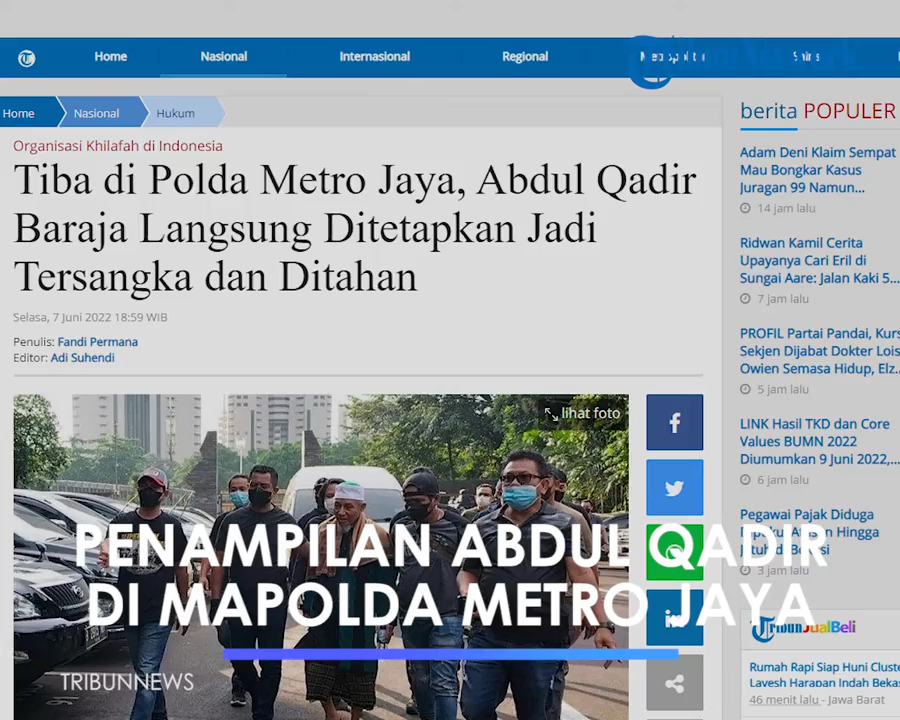 Home Nasional Internasional Regional
Home Nasional Hukum
Organisasi Khilafah di Indonesia
Tiba di Polda Metro Jaya, Abdul Qadir
Baraja Langsung Ditetapkan Jadi
Tersangka dan Ditahan
Selasa, 7 Juni 2022 18:59 WIB
Penulis: Fandi Permana
Editor: Adi Suhendi
lihat foto
PENAMPILAN ABDUL QADIR
DI MAPOLDA METRO JAYA
TRIBUNNEWS
berita POPULER
Adam Deni Klaim Sempat
Mau Bongkar Kasus
Juragan 99 Namun...
14 jam lalu
Ridwan Kamil Cerita
Upayanya Cari Eril di
Sungai Aare: Jalan Kaki 5...
7 jam lalu
PROFIL Partai Pandai, Kurs
Sekjen Dijabat Dokter Lois
Owien Semasa Hidup, Elz..
5 jam lalu
LINK Hasil TKD dan Core
Values BUMN 2022
Diumumkan 9 Juni 2022,...
6 jam lalu
Pegawai Pajak Diduga
Hingga
3 jam lalu
TribunJualBeli
Rumah Rapi Siap Huni Cluste
Lavesh Harapan Indah Bekas
46 menit lalu - Jawa Barat